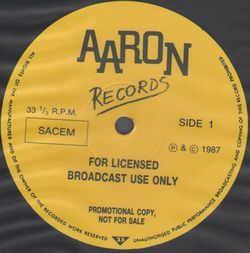 AARON
RECORDS
33 1/3 R.P.M.
SACEM
SIDE 1
℗ & © 1987
FOR LICENSED
BROADCAST USE ONLY
PROMOTIONAL COPY,
NOT FOR SALE
ALL RIGHTS OF THE MANUFACTURER AND OF THE OWNER OF THE RECORDED WORK RESERVED
33
UNAUTHORISED PUBLIC PERFORMANCE BROADCASTING AND COPYING OF THIS RECORD PROHIBITED